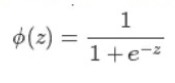 ϕ(z) = 1 / (1 + e^{-z})